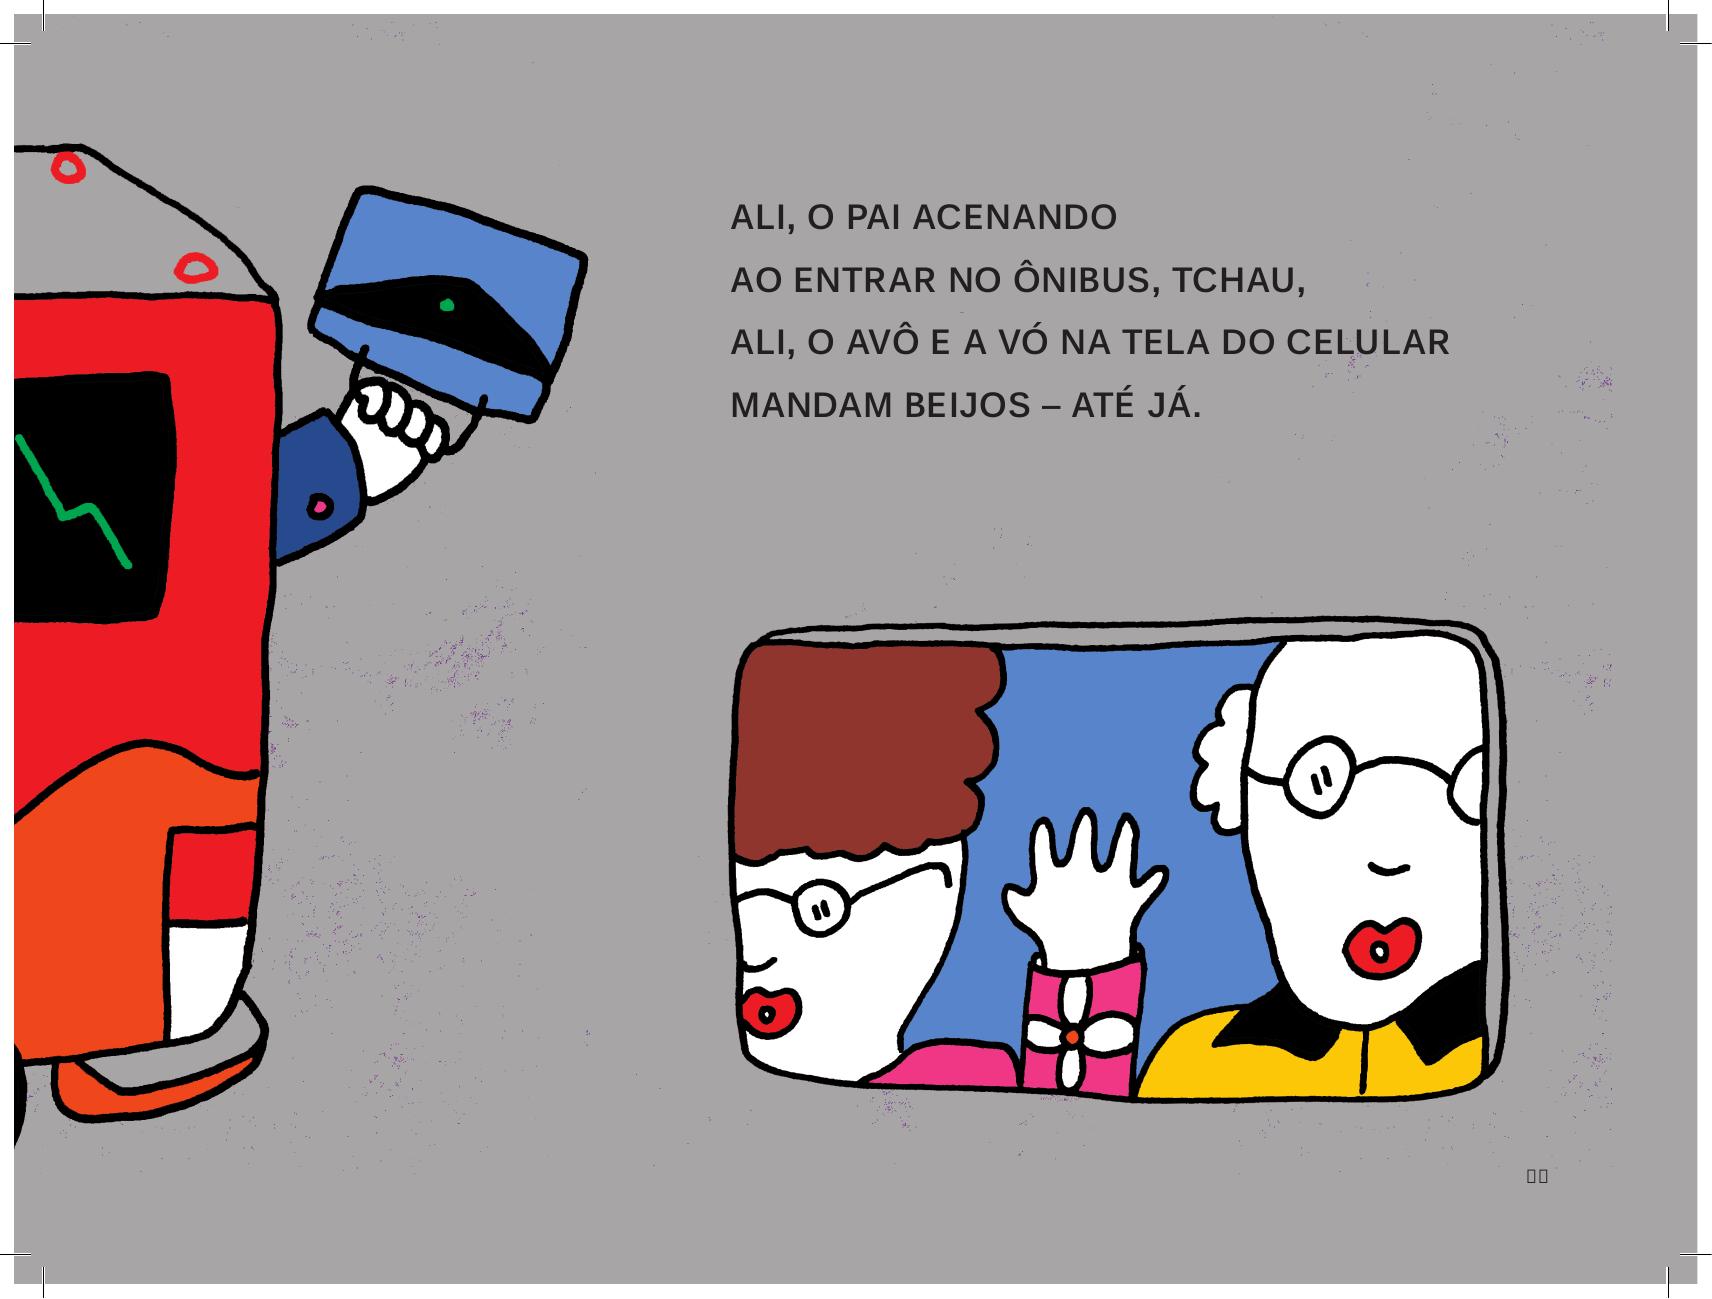 ALI, O PAI ACENANDO
AO ENTRAR NO ÔNIBUS, TCHAU,
ALI, O AVÔ E A VÓ NA TELA DO CELULAR
MANDAM BEIJOS – ATÉ JÁ.